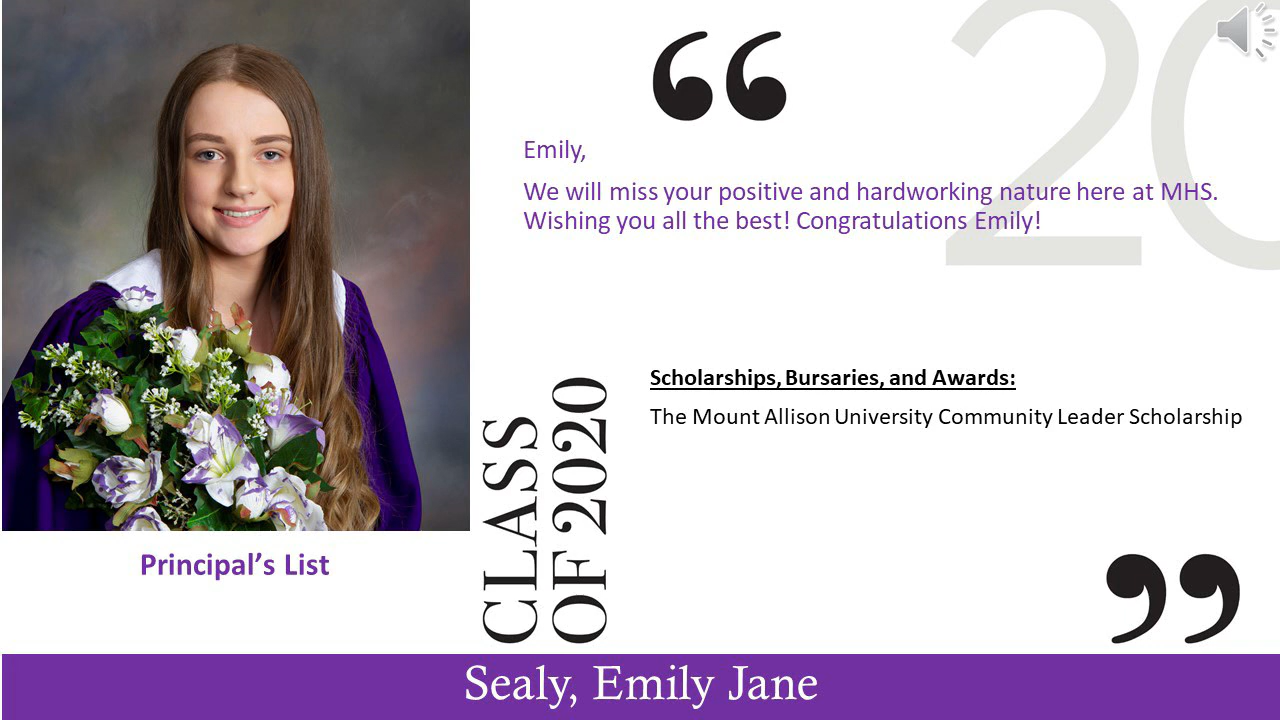 20
“
Emily,
We will miss your positive and hardworking nature here at MHS.
Wishing you all the best! Congratulations Emily!
Scholarships, Bursaries, and Awards:
The Mount Allison University Community Leader Scholarship
CLASS
OF 2020
”
Principal’s List
Sealy, Emily Jane